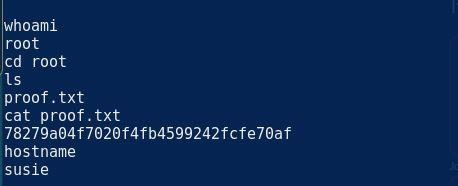 whoami
root
cd root
ls
proof.txt
cat proof.txt
78279a04f7020f4fb4599242fcfe70af
hostname
susie